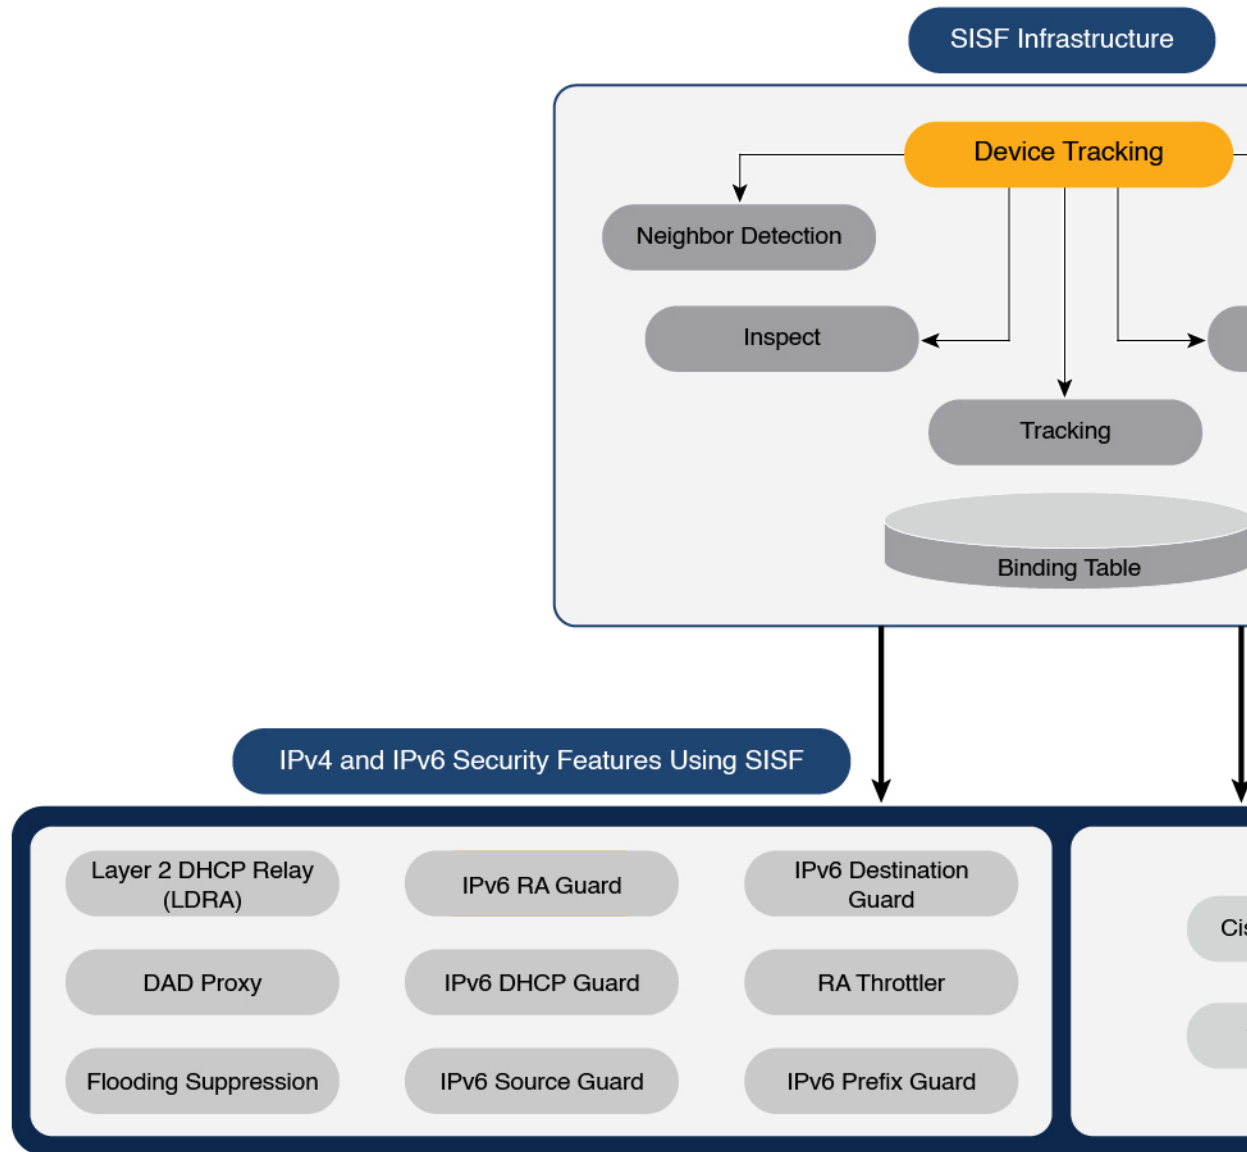 SISF Infrastructure
Device Tracking
Neighbor Detection
Inspect
Tracking
Binding Table
IPv4 and IPv6 Security Features Using SISF
Layer 2 DHCP Relay
(LDRA)
IPv6 RA Guard
IPv6 Destination
Guard
DAD Proxy
IPv6 DHCP Guard
RA Throttler
Flooding Suppression
IPv6 Source Guard
IPv6 Prefix Guard